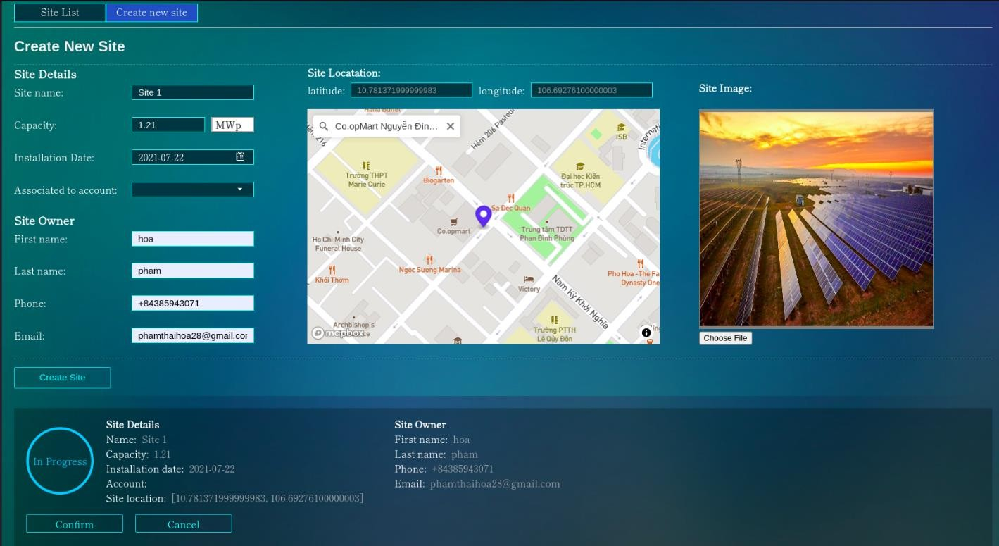 Site List
Create new site
Create New Site
Site Details
Site name:
Site 1
Capacity:
1.21
MWp
Installation Date:
2021-07-22
Associated to account:
Site Owner
First name:
hoa
Last name:
pham
Phone:
+84385943071
Email:
phamthaihoa28@gmail.co
Site Locatation:
latitude:
10.781371999999983
longitude:
106.69276100000003
Hana Buffet
Co.opMart Nguyễn Đìn...
Hẻm 206 Pasteur
ISB
Internat
Trường THPT
Marie Curie
Biogarten
Đại học Kiến
trúc TP.HCM
Sa Dec Quan
Co.opmart
Trung tâm TDTT
Phan Đình Phùng
Ho Chi Minh City
Funeral House
Ngọc Sương Marina
Khói Thơm
Pho Hoa -The Fa
Dynasty One
Victory
Nam Kỳ Khởi Nghĩa
Archbishop's
mapbox
Trường PTTH
Lê Qúy Đôn
Site Image:
Choose File
Create Site
In Progress
Site Details
Name: Site 1
Capacity: 1.21
Installation date: 2021-07-22
Account:
Site location: [10.781371999999983, 106.69276100000003]
Site Owner
First name: hoa
Last name: pham
Phone: +84385943071
Email: phamthaihoa28@gmail.com
Confirm
Cancel